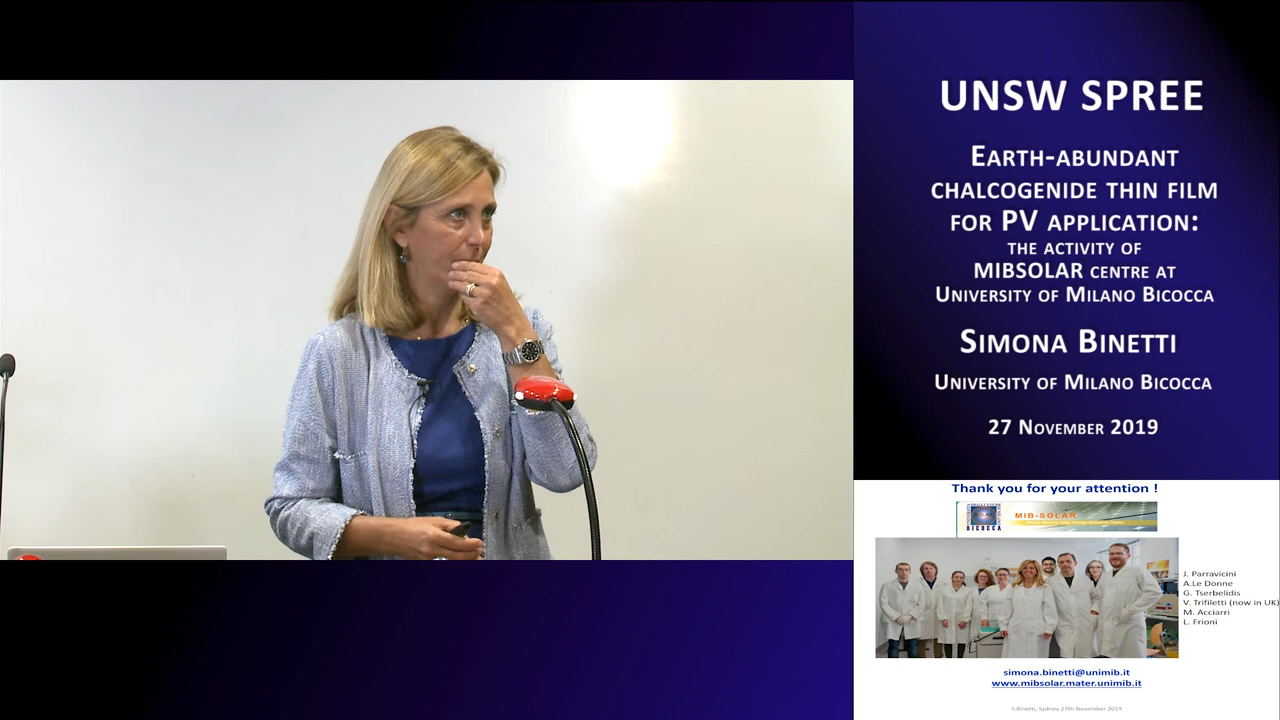 UNSW SPREE
EARTH-ABUNDANT
CHALCOGENIDE THIN FILM
FOR PV APPLICATION:
THE ACTIVITY OF
MIBSOLAR CENTRE AT
UNIVERSITY OF MILANO BICOCCA
SIMONA BINETTI
UNIVERSITY OF MILANO BICOCCA
27 NOVEMBER 2019
Thank you for your attention !
BICOCCA
MIB-SOLAR
J. Parravicini
A.Le Donne
G. Tserbelidis
V. Trifiletti (now in UK)
M. Acciarri
L. Frioni
simona.binetti@unimib.it
www.mibsolar.mater.unimib.it
S.Binetti, Sydney 27th November 2019